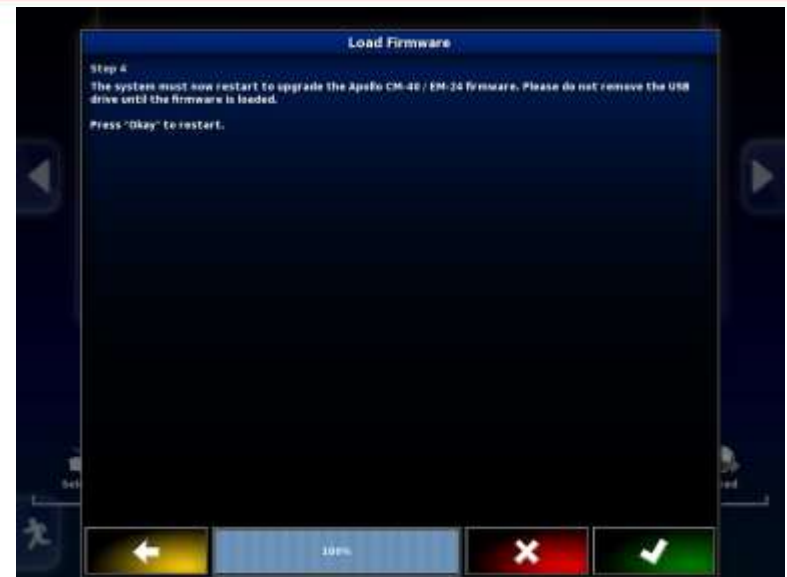 Load Firmware
Step 4
The system must now restart to upgrade the Apollo CM-40 / EM-24 firmware. Please do not remove the USB
drive until the firmware is loaded.
Press "Okay" to restart.
100%